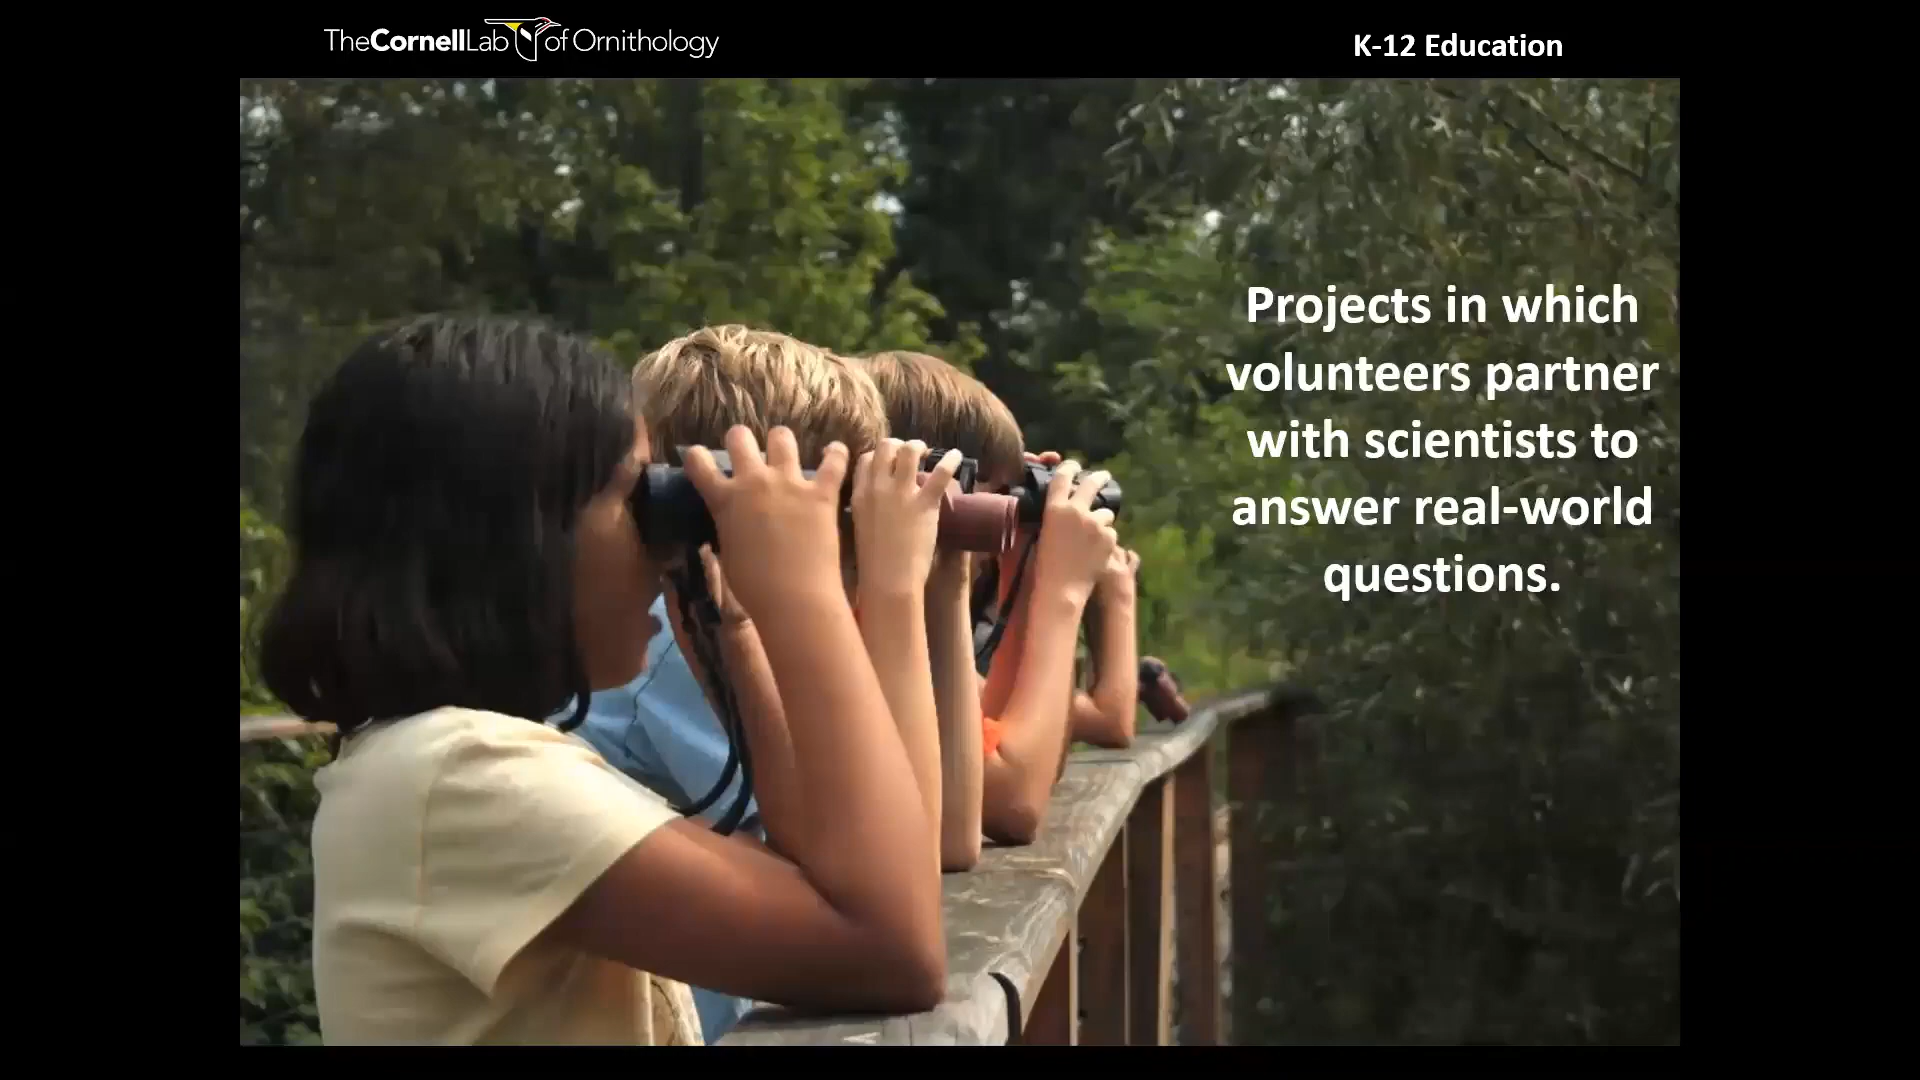 TheCornellLab of Ornithology
K-12 Education
Projects in which
volunteers partner
with scientists to
answer real-world
questions.